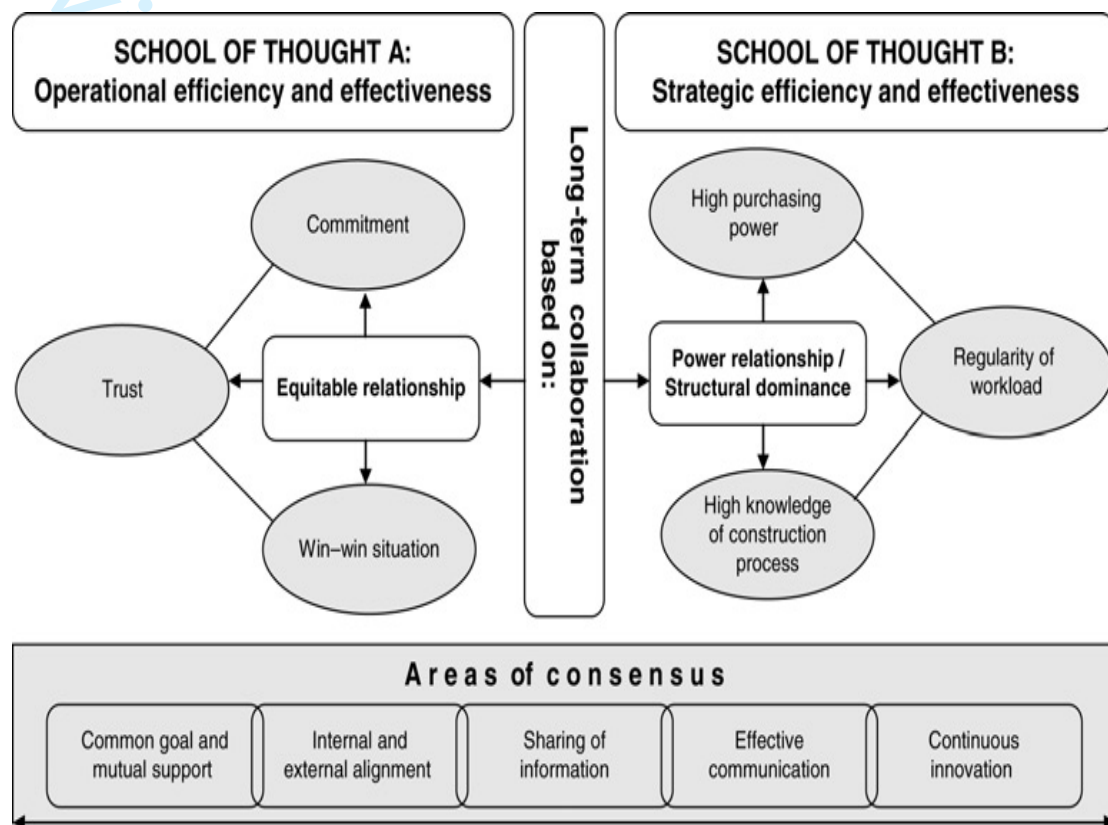 SCHOOL OF THOUGHT A:
Operational efficiency and effectiveness
SCHOOL OF THOUGHT B:
Strategic efficiency and effectiveness
Long-term collaboration
based on:
Commitment
Trust
Equitable relationship
Win–win situation
High purchasing
power
Power relationship /
Structural dominance
Regularity of
workload
High knowledge
of construction
process
Areas of consensus
Common goal and
mutual support
Internal and
external alignment
Sharing of
information
Effective
communication
Continuous
innovation